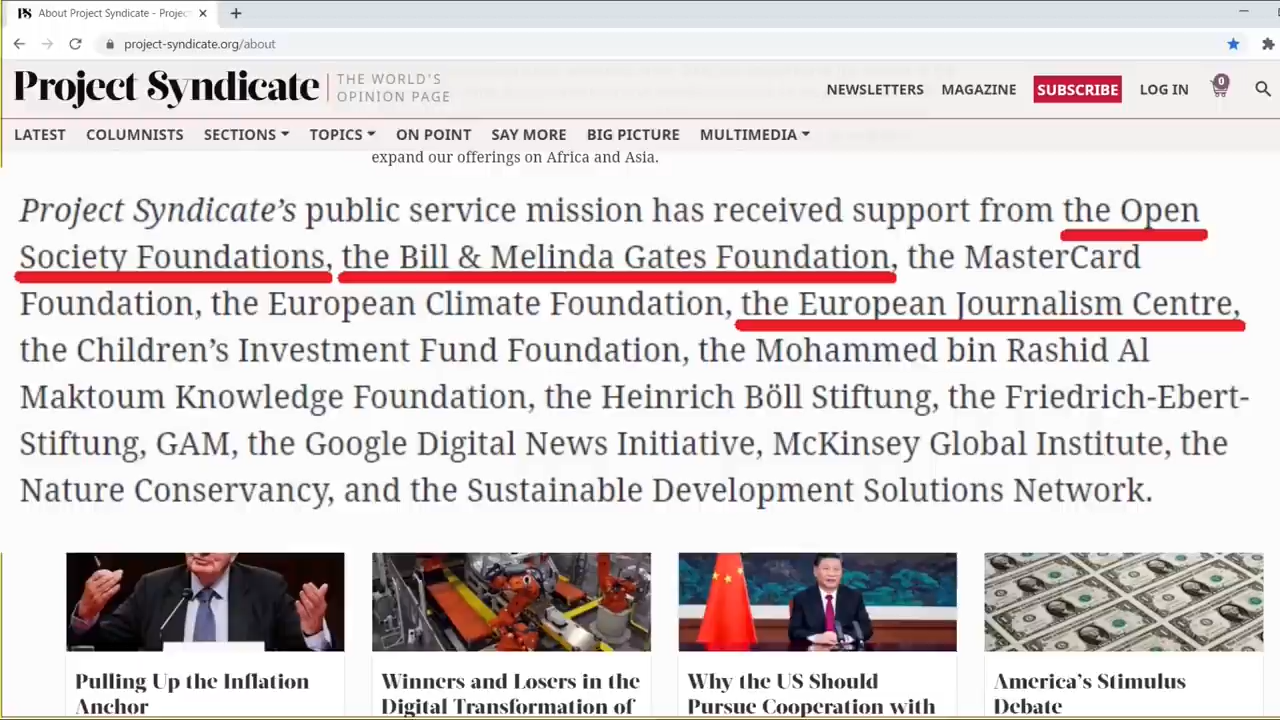 About Project Syndicate - Projec
project-syndicate.org/about
Project Syndicate
THE WORLD'S
OPINION PAGE
NEWSLETTERS MAGAZINE SUBSCRIBE LOG IN 0
LATEST COLUMNISTS SECTIONS TOPICS ON POINT SAY MORE BIG PICTURE MULTIMEDIA
expand our offerings on Africa and Asia.
Project Syndicate's public service mission has received support from the Open
Society Foundations, the Bill & Melinda Gates Foundation, the MasterCard
Foundation, the European Climate Foundation, the European Journalism Centre,
the Children's Investment Fund Foundation, the Mohammed bin Rashid Al
Maktoum Knowledge Foundation, the Heinrich Böll Stiftung, the Friedrich-Ebert-
Stiftung, GAM, the Google Digital News Initiative, McKinsey Global Institute, the
Nature Conservancy, and the Sustainable Development Solutions Network.
Pulling Up the Inflation
Anchor
Winners and Losers in the
Digital Transformation of
Why the US Should
Pursue Cooperation with
America's Stimulus
Debate